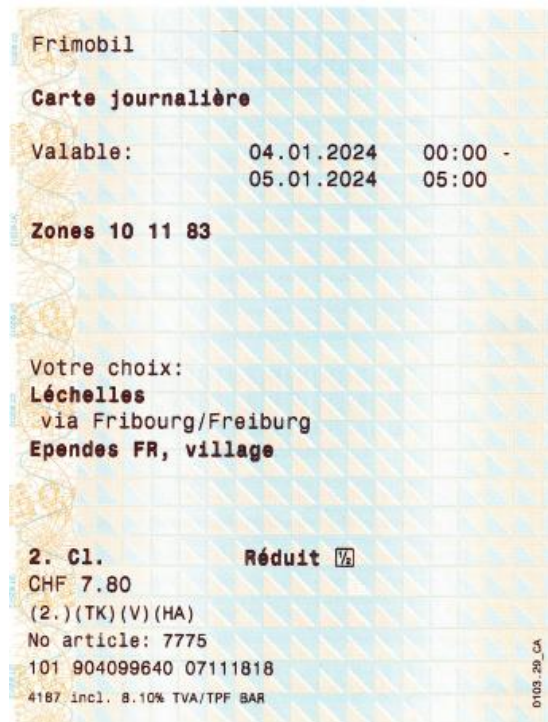 Frimobil
Carte journalière
Valable: 04.01.2024 00:00 -
05.01.2024 05:00
Zones 10 11 83
Votre choix:
Léchelles
via Fribourg/Freiburg
Ependes FR, village
2. Cl. Réduit ½
CHF 7.80
(2.)(TK)(V)(HA)
No article: 7775
101 904099640 07111818
4187 incl. 8.10% TVA/TPF BAR
0103.29_CA